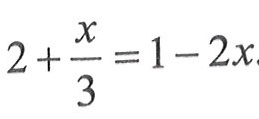 2 + x/3 = 1 − 2x.